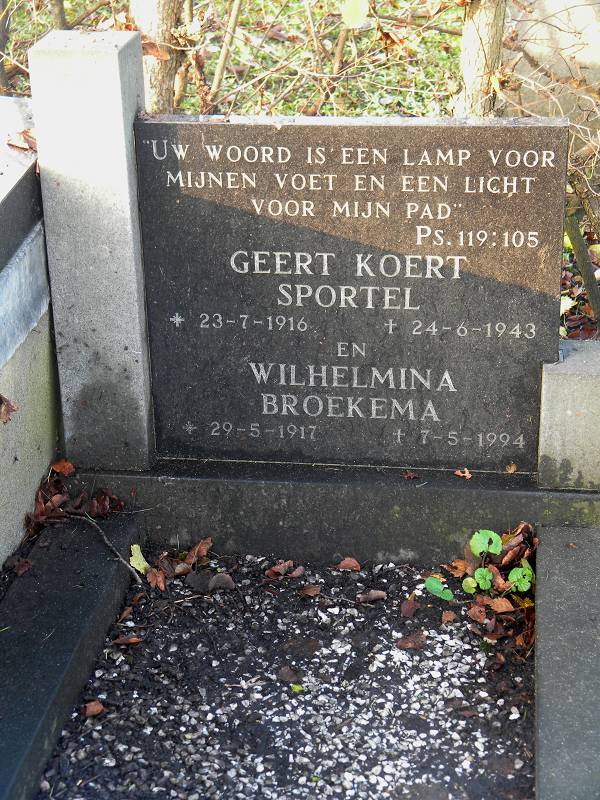 "UW WOORD IS EEN LAMP VOOR
MIJNEN VOET EN EEN LICHT
VOOR MIJN PAD"
PS. 119:105
GEERT KOERT
SPORTEL
* 23-7-1916 † 24-6-1943
EN
WILHELMINA
BROEKEMA
* 29-5-1917 † 7-5-1994